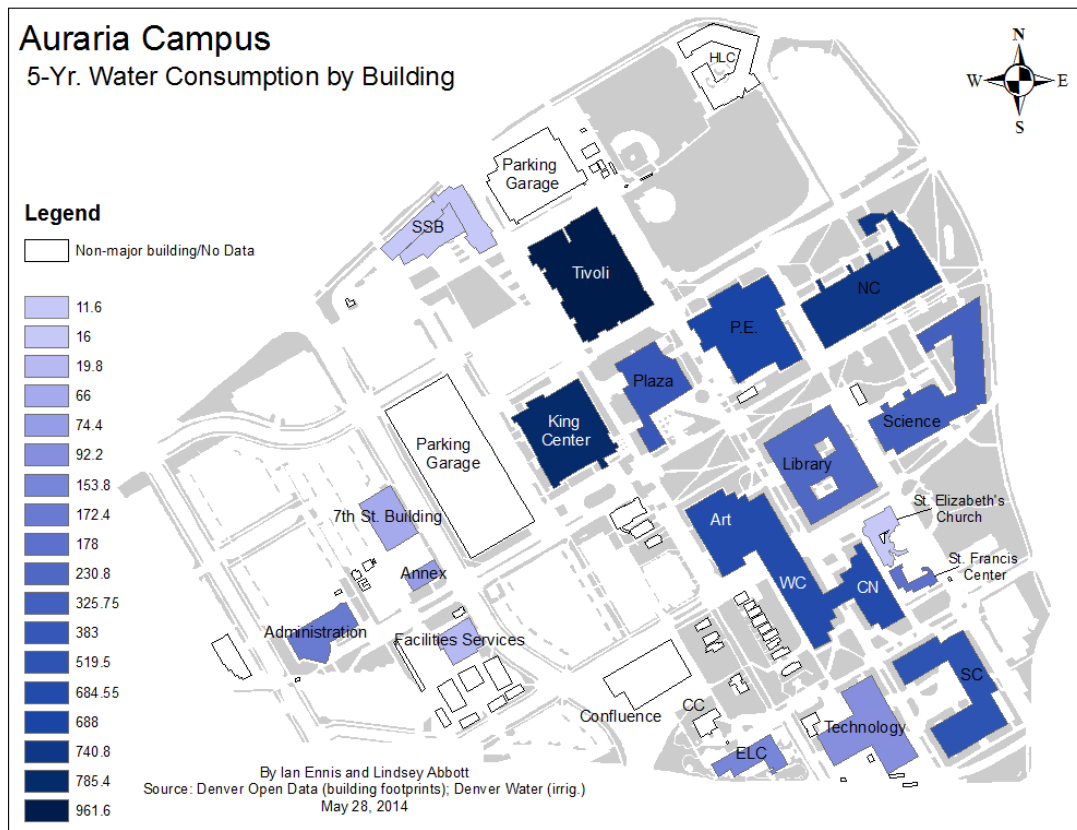 Auraria Campus
5-Yr. Water Consumption by Building
N
W
E
S
HLC
Parking
Garage
SSB
Tivoli
NC
P.E.
Plaza
King
Center
Science
Library
Parking
Garage
Art
St. Elizabeth's
Church
7th St. Building
St. Francis
Center
Annex
WC
CN
Administration
Facilities Services
SC
Confluence
CC
Technology
ELC
Legend
Non-major building/No Data
11.6
16
19.8
66
74.4
92.2
153.8
172.4
178
230.8
325.75
383
519.5
684.55
688
740.8
785.4
961.6
By Ian Ennis and Lindsey Abbott
Source: Denver Open Data (building footprints); Denver Water (irrig.)
May 28, 2014